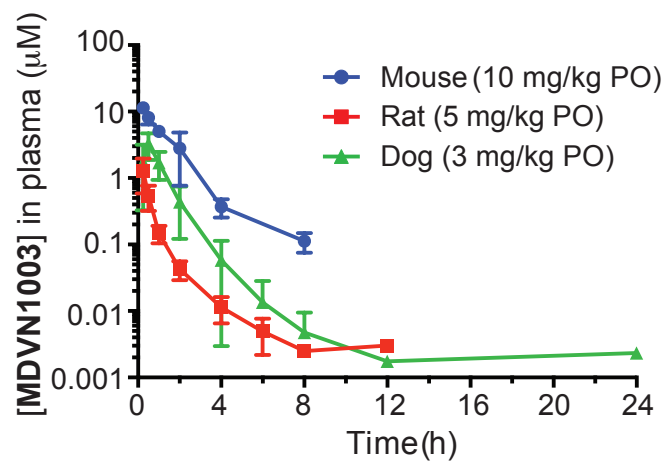 [MDVN1003] in plasma (μM)
100
10
1
0.1
0.01
0.001
Mouse (10 mg/kg PO)
Rat (5 mg/kg PO)
Dog (3 mg/kg PO)
0 4 8 12 16 20 24
Time(h)